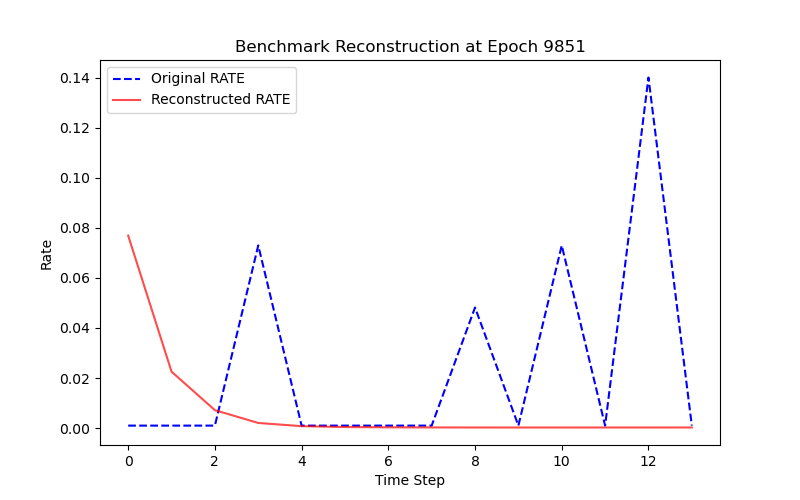 Benchmark Reconstruction at Epoch 9851
Original RATE
Reconstructed RATE
0.14
0.12
0.10
0.08
0.06
0.04
0.02
0.00
Rate
0 2 4 6 8 10 12
Time Step